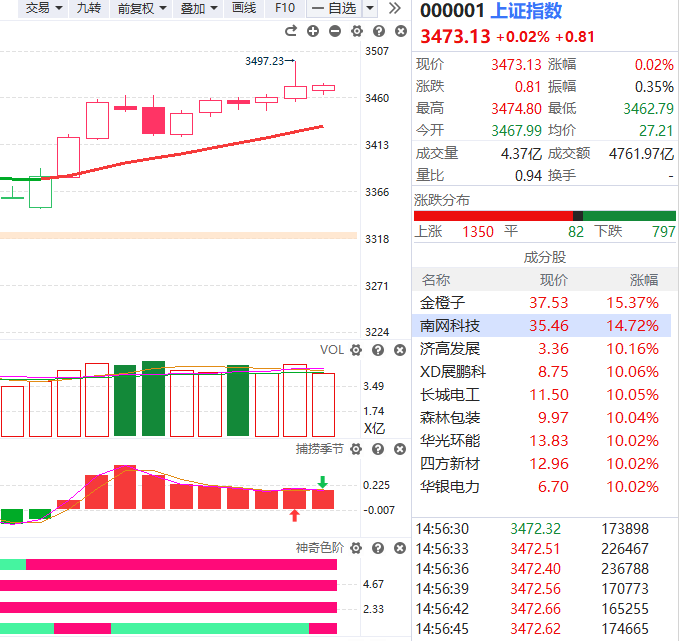 交易 九转 前复权 叠加 画线 F10 一 自选
3497.23→
3507
3460
3413
3366
3318
3271
3224
VOL
3.49
1.74
X亿
捕捞季节
0.225
-0.007
神奇色阶
4.67
2.33
000001 上证指数
3473.13 +0.02% +0.81
现价 3473.13 涨幅 0.02%
涨跌 0.81 振幅 0.35%
最高 3474.80 最低 3462.79
今开 3467.99 均价 27.21
成交量 4.37亿 成交额 4761.97亿
量比 0.94 换手 -
涨跌分布
上涨 1350 平 82 下跌 797
成分股
名称 现价 涨幅
金橙子 37.53 15.37%
南网科技 35.46 14.72%
济高发展 3.36 10.16%
XD展鹏科 8.75 10.06%
长城电工 11.50 10.05%
森林包装 9.97 10.04%
华光环能 13.83 10.02%
四方新材 12.96 10.02%
华银电力 6.70 10.02%
14:56:30 3472.32 173898
14:56:33 3472.51 226467
14:56:36 3472.40 236788
14:56:39 3472.56 170773
14:56:42 3472.66 165255
14:56:45 3472.62 174665